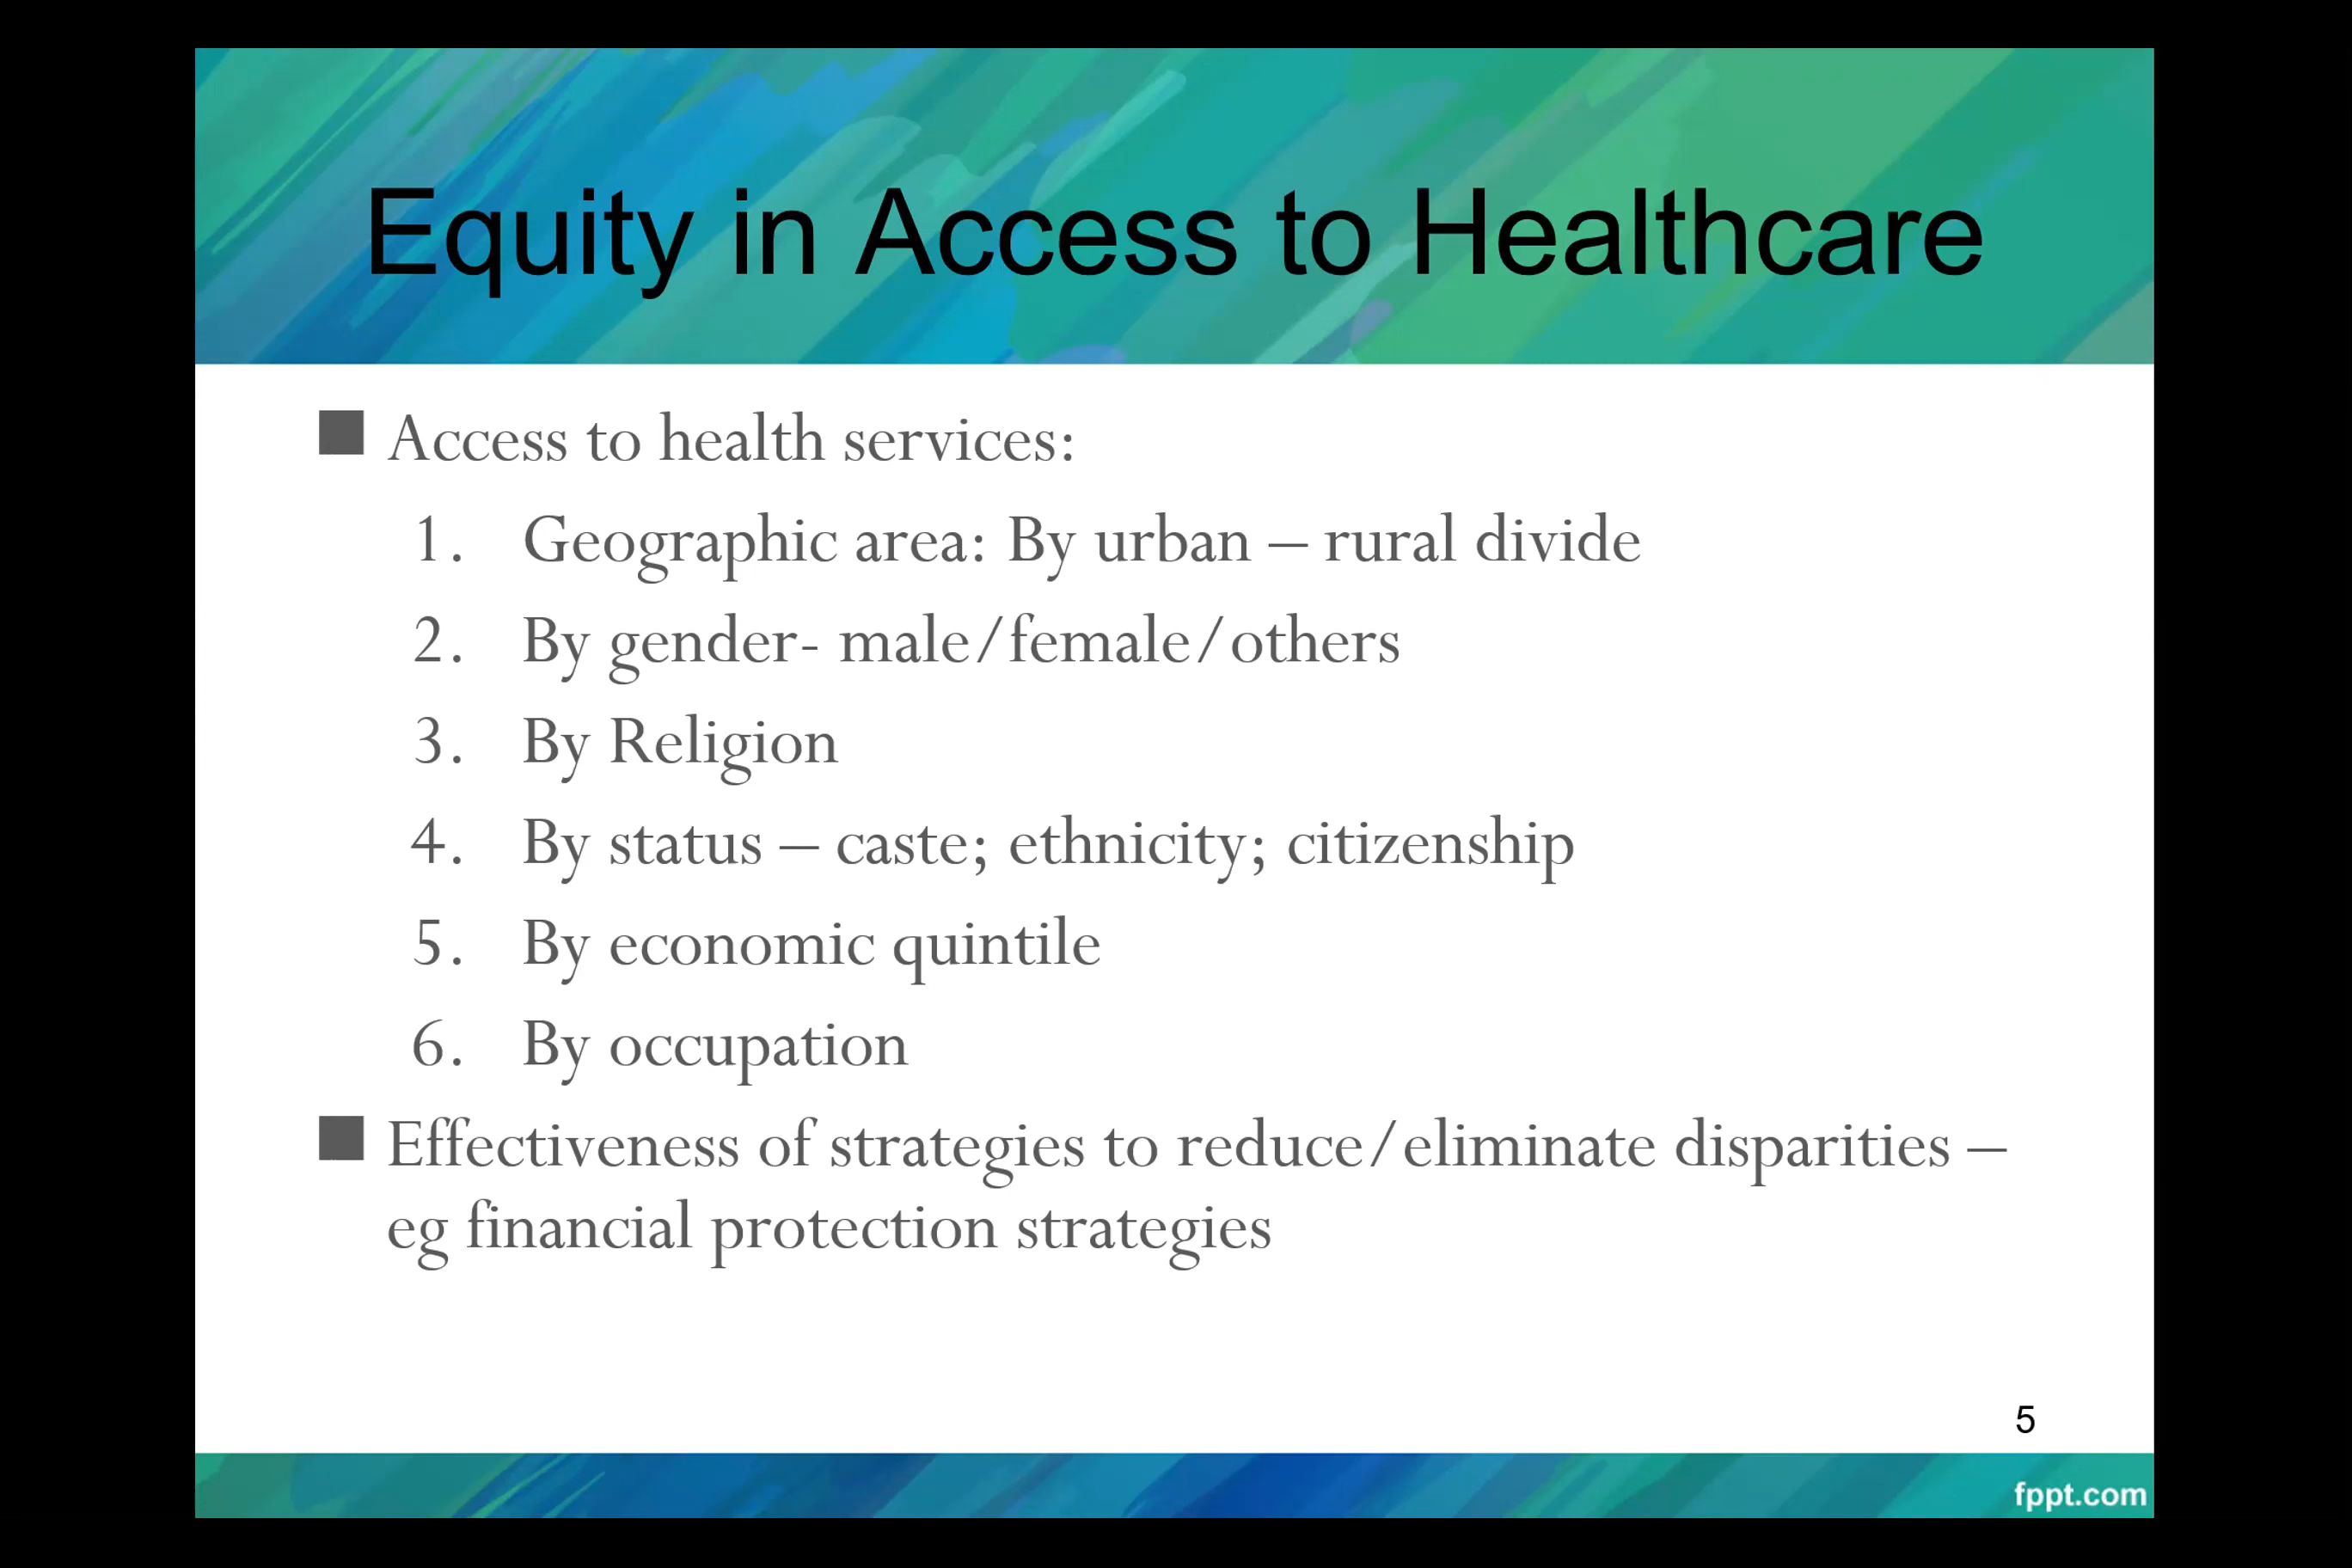 Equity in Access to Healthcare
■ Access to health services:
1. Geographic area: By urban – rural divide
2. By gender- male/female/others
3. By Religion
4. By status – caste; ethnicity; citizenship
5. By economic quintile
6. By occupation
■ Effectiveness of strategies to reduce/eliminate disparities –
eg financial protection strategies
5
fppt.com